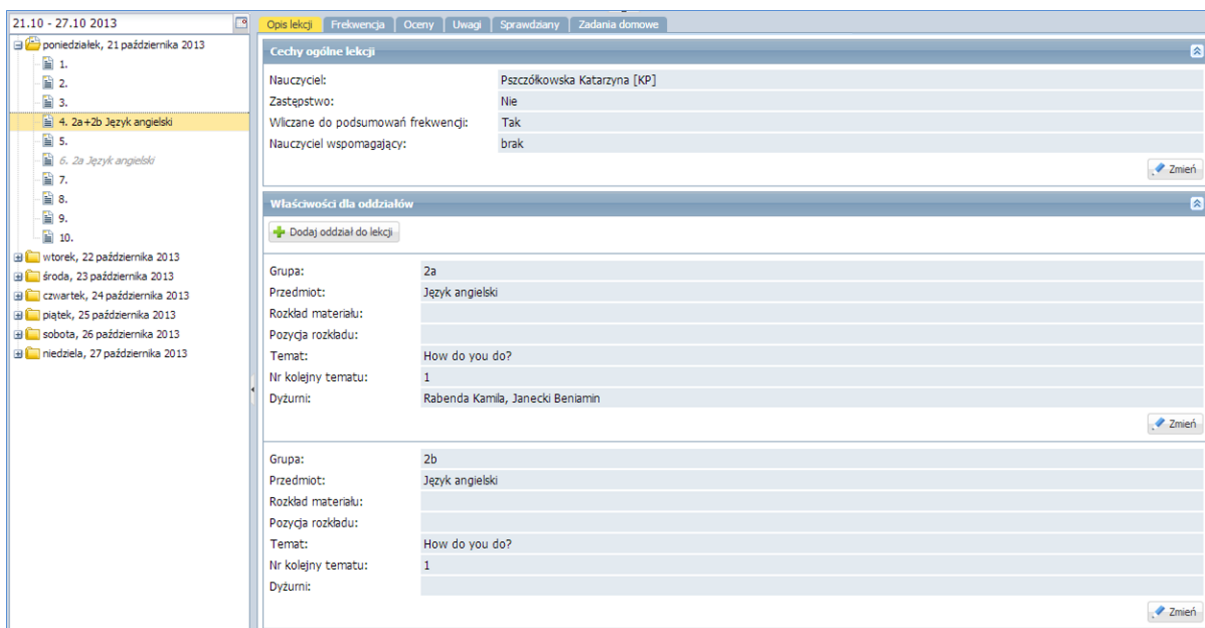 21.10 - 27.10 2013
poniedziałek, 21 października 2013
1.
2.
3.
4. 2a+2b Język angielski
5.
6. 2a Język angielski
7.
8.
9.
10.
wtorek, 22 października 2013
środa, 23 października 2013
czwartek, 24 października 2013
piątek, 25 października 2013
sobota, 26 października 2013
niedziela, 27 października 2013
Opis lekcji Frekwencja Oceny Uwagi Sprawdziany Zadania domowe
Cechy ogólne lekcji
Nauczyciel: Pszczółkowska Katarzyna [KP]
Zastępstwo: Nie
Wliczane do podsumowań frekwencji: Tak
Nauczyciel wspomagający: brak
Zmień
Właściwości dla oddziałów
Dodaj oddział do lekcji
Grupa: 2a
Przedmiot: Język angielski
Rozkład materiału:
Pozycja rozkładu:
Temat: How do you do?
Nr kolejny tematu: 1
Dyżurni: Rabenda Kamila, Janecki Beniamin
Zmień
Grupa: 2b
Przedmiot: Język angielski
Rozkład materiału:
Pozycja rozkładu:
Temat: How do you do?
Nr kolejny tematu: 1
Dyżurni:
Zmień